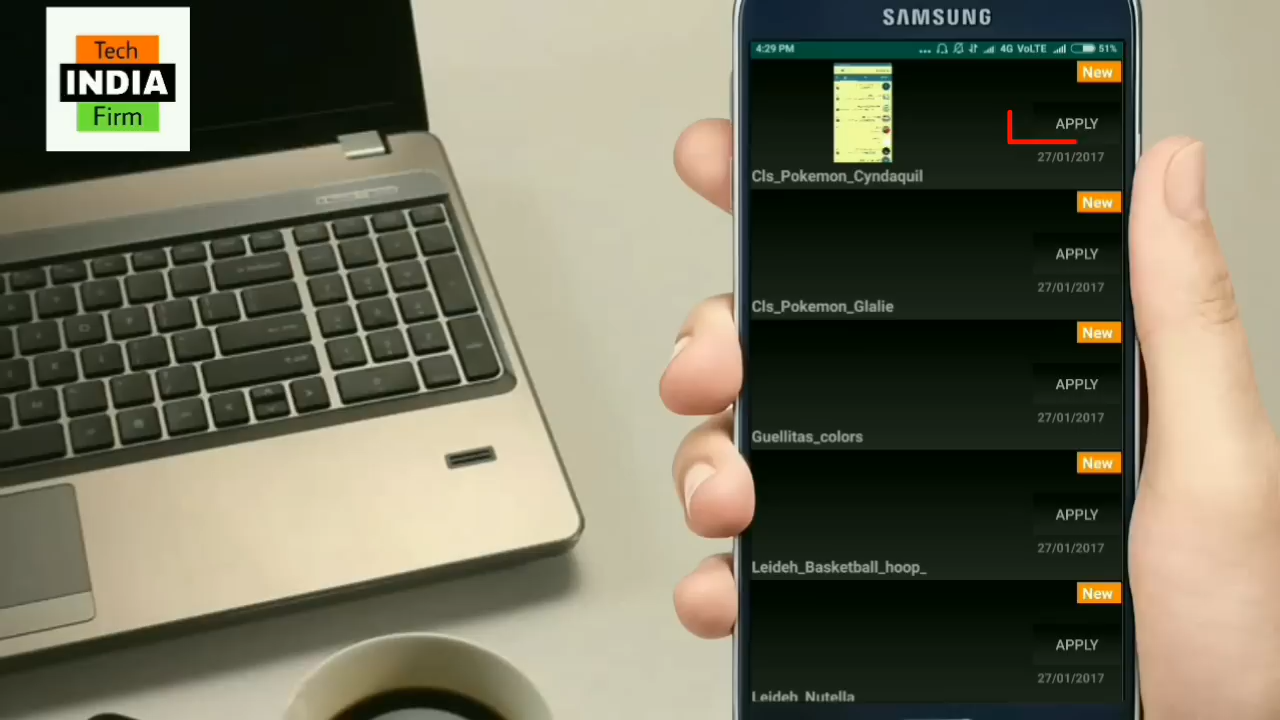 Tech
INDIA
Firm
SAMSUNG
4:29 PM ... 4G VoLTE 51%
New
APPLY
27/01/2017
Cls_Pokemon_Cyndaquil
New
APPLY
27/01/2017
Cls_Pokemon_Glalie
New
APPLY
27/01/2017
Guellitas_colors
New
APPLY
27/01/2017
Leideh_Basketball_hoop_
New
APPLY
27/01/2017
Leideh_Nutella